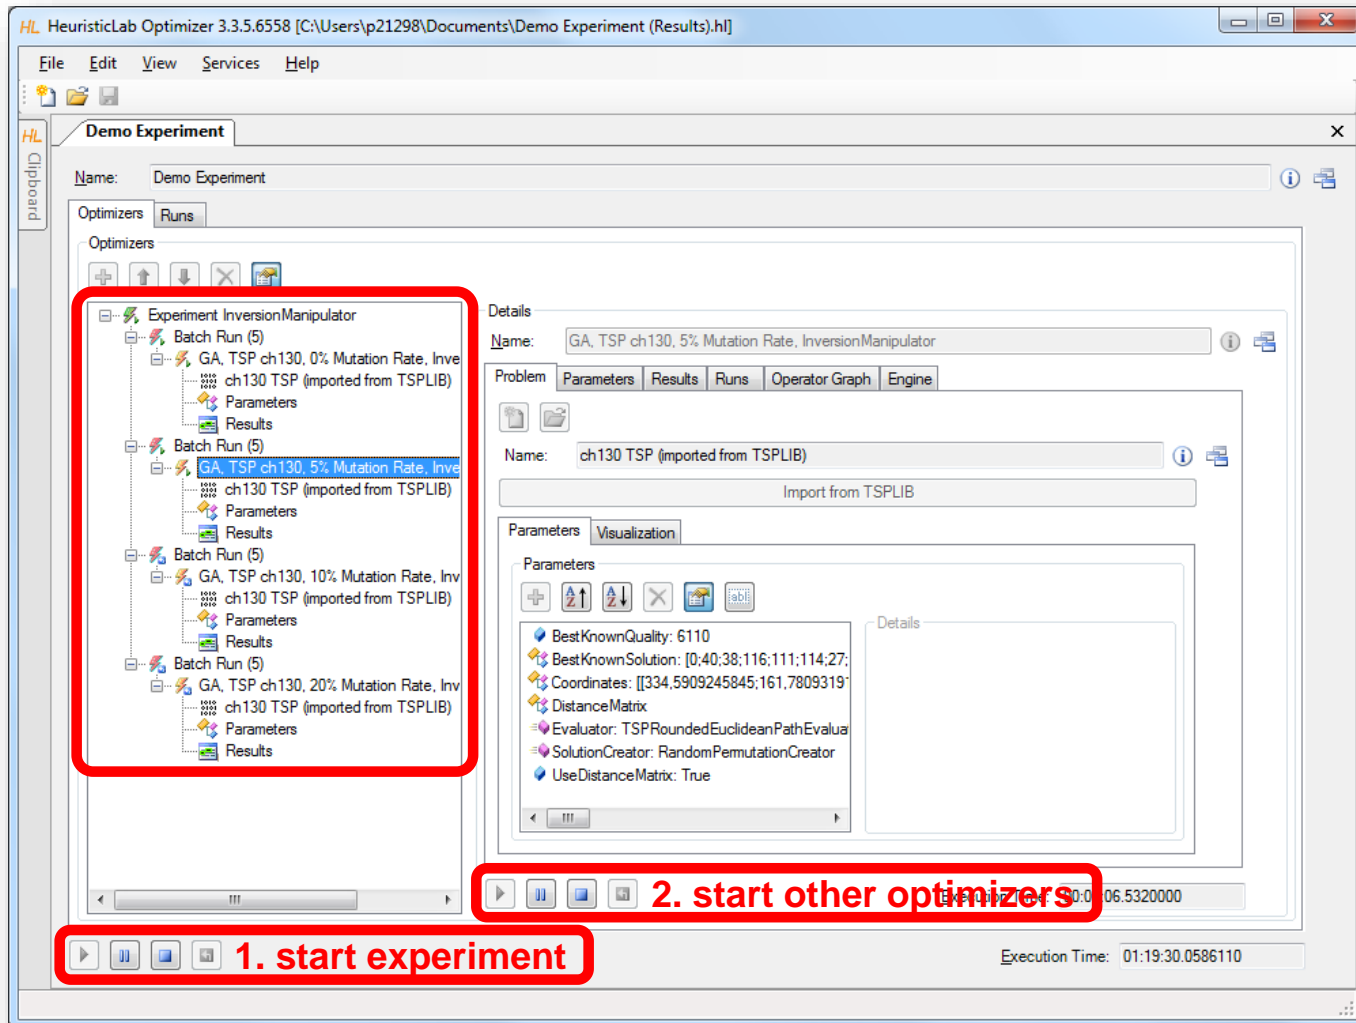 HL HeuristicLab Optimizer 3.3.5.6558 [C:\Users\p21298\Documents\Demo Experiment (Results).hl]
File Edit View Services Help
HL Clipboard
Demo Experiment
Name: Demo Experiment
Optimizers Runs
Optimizers
Experiment InversionManipulator
Batch Run (5)
GA, TSP ch130, 0% Mutation Rate, Inve
ch130 TSP (imported from TSPLIB)
Parameters
Results
Batch Run (5)
GA, TSP ch130, 5% Mutation Rate, Inve
ch130 TSP (imported from TSPLIB)
Parameters
Results
Batch Run (5)
GA, TSP ch130, 10% Mutation Rate, Inv
ch130 TSP (imported from TSPLIB)
Parameters
Results
Batch Run (5)
GA, TSP ch130, 20% Mutation Rate, Inv
ch130 TSP (imported from TSPLIB)
Parameters
Results
Details
Name: GA, TSP ch130, 5% Mutation Rate, InversionManipulator
Problem Parameters Results Runs Operator Graph Engine
Name: ch130 TSP (imported from TSPLIB)
Import from TSPLIB
Parameters Visualization
Parameters
abl
BestKnownQuality: 6110
BestKnownSolution: [0;40;38;116;111;114;27;
Coordinates: [[334,5909245845;161,7809319
DistanceMatrix
Evaluator: TSPRoundedEuclideanPathEvalua
SolutionCreator: RandomPermutationCreator
UseDistanceMatrix: True
Details
2. start other optimizers
Execution Time: :06.5320000
1. start experiment
Execution Time: 01:19:30.0586110